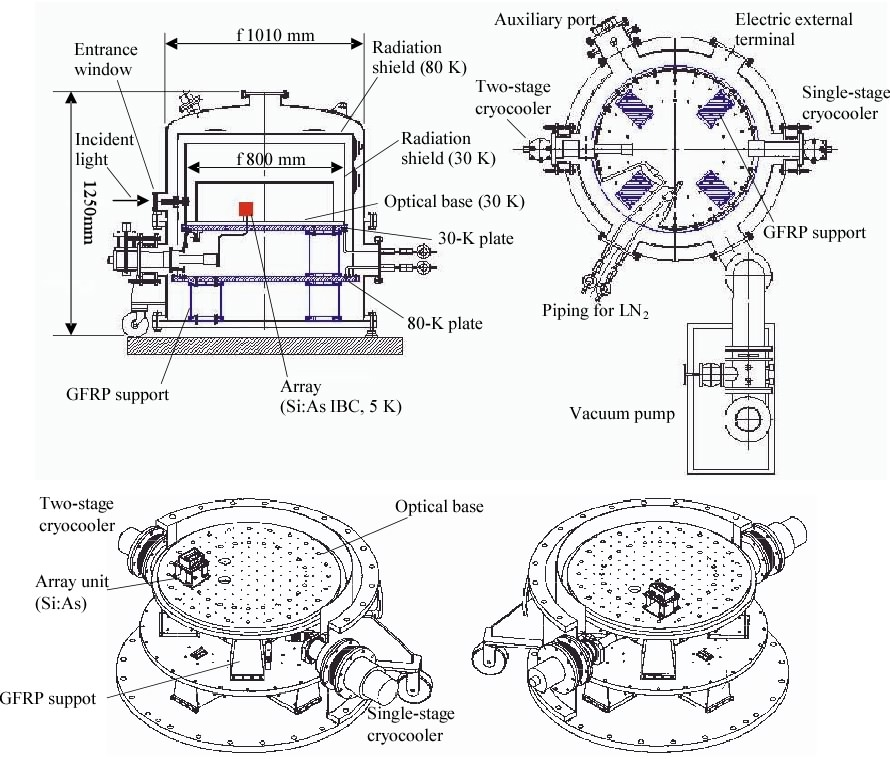 f 1010 mm
Entrance
window
Radiation
shield (80 K)
Incident
light
f 800 mm
Radiation
shield (30 K)
1250mm
Optical base (30 K)
30-K plate
80-K plate
GFRP support
Array
(Si:As IBC, 5 K)
Auxiliary port
Electric external
terminal
Two-stage
cryocooler
Single-stage
cryocooler
GFRP support
Piping for LN2
Vacuum pump
Two-stage
cryocooler
Optical base
Array unit
(Si:As)
GFRP suppot
Single-stage
cryocooler